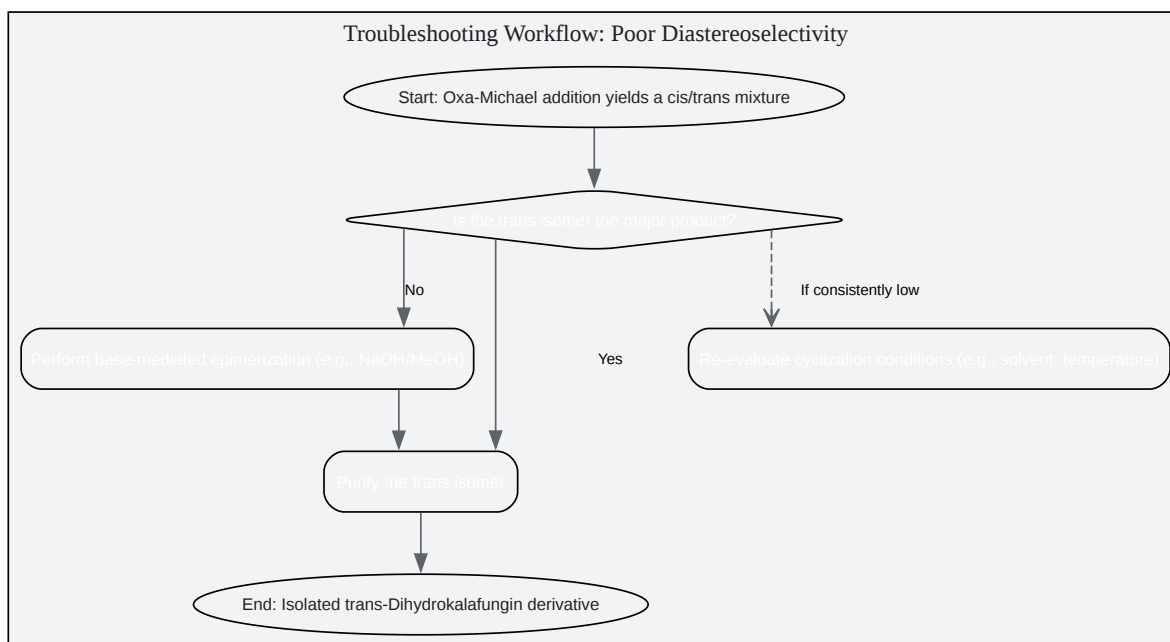 Troubleshooting Workflow: Poor Diastereoselectivity
Start: Oxa-Michael addition yields a cis/trans mixture
Is the trans isomer the major product?
No
If consistently low
Perform base-mediated epimerization (e.g., NaOH/MeOH)
Yes
Re-evaluate cyclization conditions (e.g., solvent, temperature)
Purify the trans isomer
End: Isolated trans-Dihydrokalafungin derivative